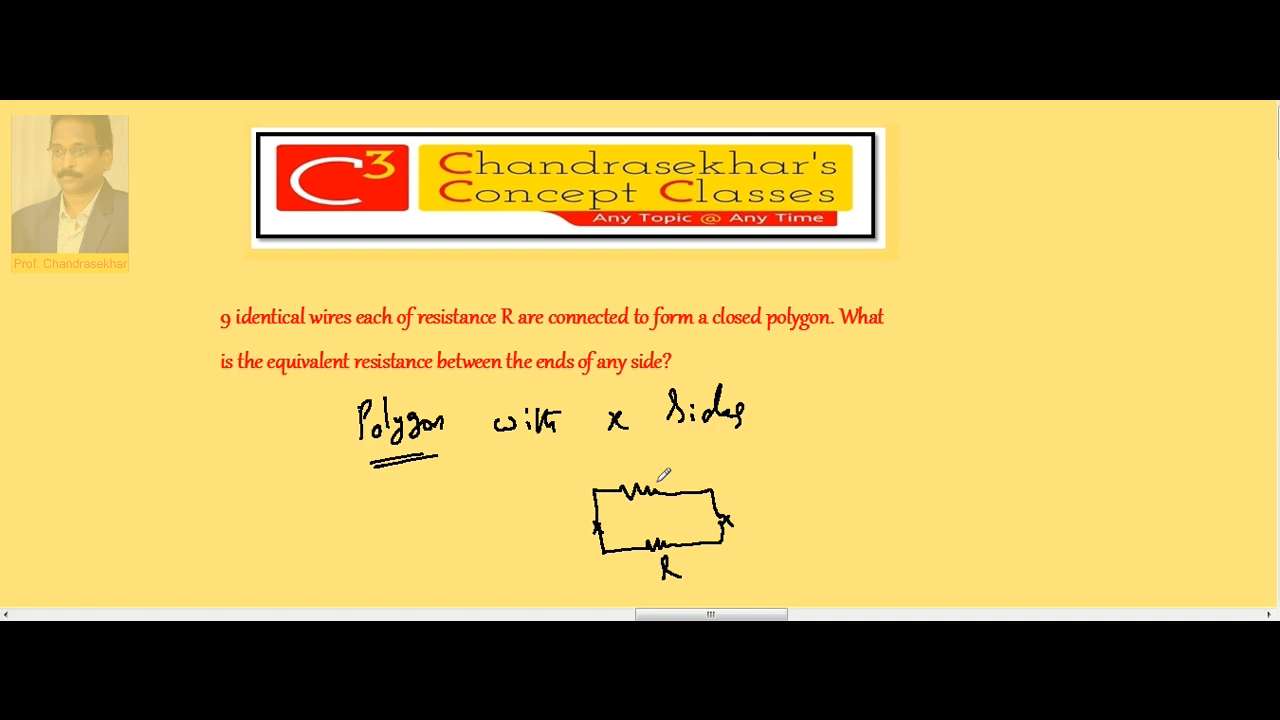 C3
Chandrasekhar's
Concept Classes
Any Topic @ Any Time
Prof. Chandrasekhar
9 identical wires each of resistance R are connected to form a closed polygon. What
is the equivalent resistance between the ends of any side?
Polygon with x Sides
x x
R